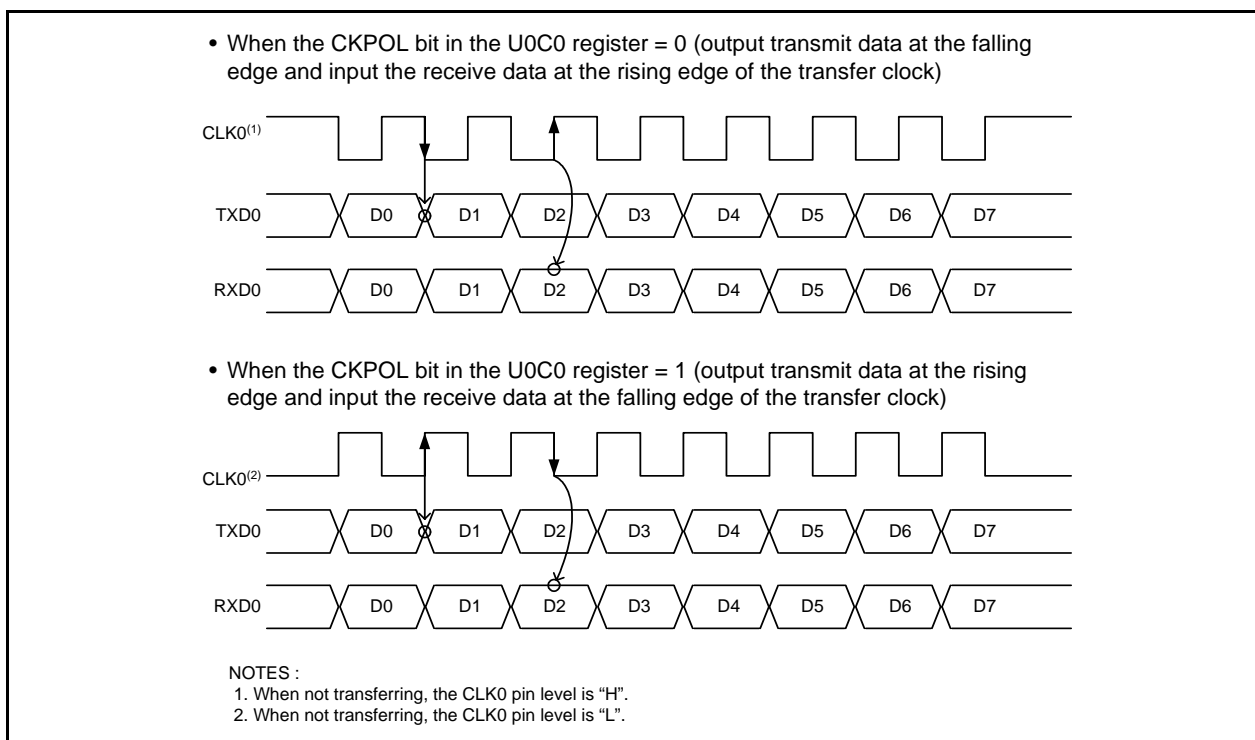 • When the CKPOL bit in the U0C0 register = 0 (output transmit data at the falling
edge and input the receive data at the rising edge of the transfer clock)
CLK0(1)
TXD0 D0 D1 D2 D3 D4 D5 D6 D7
RXD0 D0 D1 D2 D3 D4 D5 D6 D7
• When the CKPOL bit in the U0C0 register = 1 (output transmit data at the rising
edge and input the receive data at the falling edge of the transfer clock)
CLK0(2)
TXD0 D0 D1 D2 D3 D4 D5 D6 D7
RXD0 D0 D1 D2 D3 D4 D5 D6 D7
NOTES :
1. When not transferring, the CLK0 pin level is “H”.
2. When not transferring, the CLK0 pin level is “L”.